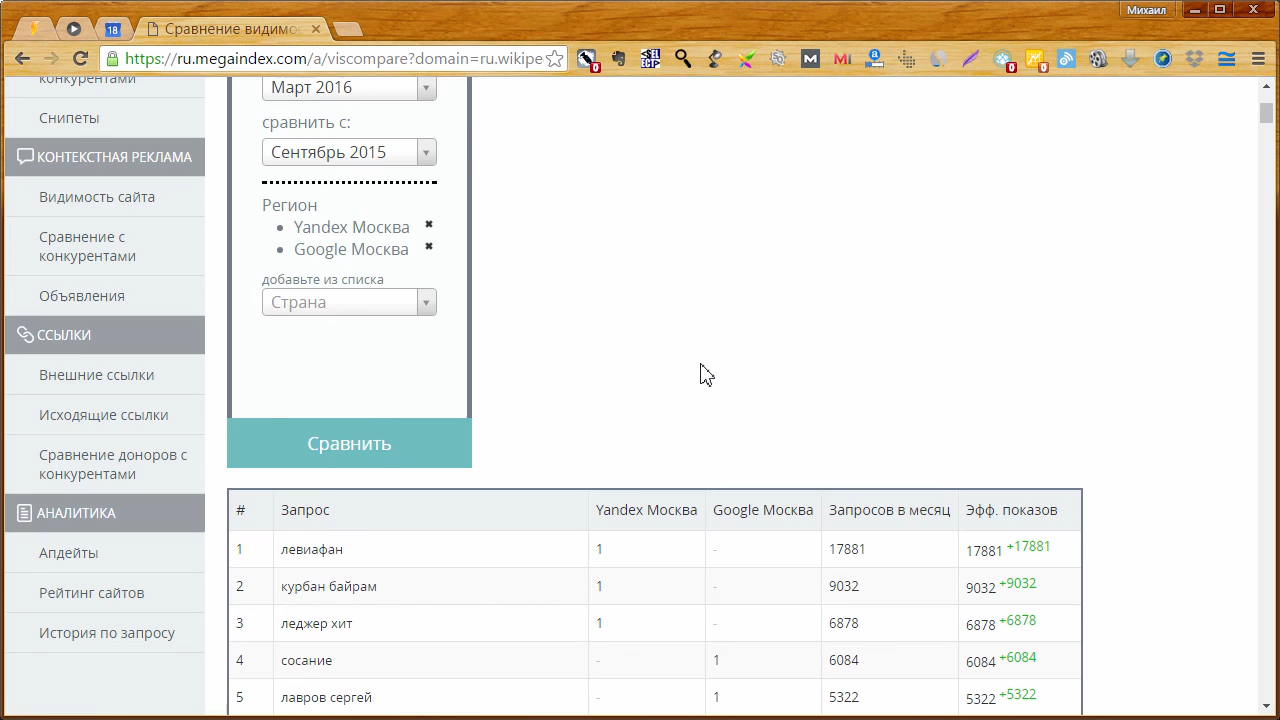 Михаил
18
Сравнение видимо
https://ru.megaindex.com/a/viscompare?domain=ru.wikipe
конкурентами
Снипеты
КОНТЕКСТНАЯ РЕКЛАМА
Видимость сайта
Сравнение с
конкурентами
Объявления
ССЫЛКИ
Внешние ссылки
Исходящие ссылки
Сравнение доноров с
конкурентами
АНАЛИТИКА
Апдейты
Рейтинг сайтов
История по запросу
Март 2016
сравнить с:
Сентябрь 2015
Регион
Yandex Москва
Google Москва
добавьте из списка
Страна
Сравнить
# Запрос Yandex Москва Google Москва Запросов в месяц Эфф. показов
1 левиафан 1 - 17881 17881 +17881
2 курбан байрам 1 - 9032 9032 +9032
3 леджер хит 1 - 6878 6878 +6878
4 сосание - 1 6084 6084 +6084
5 лавров сергей - 1 5322 5322 +5322